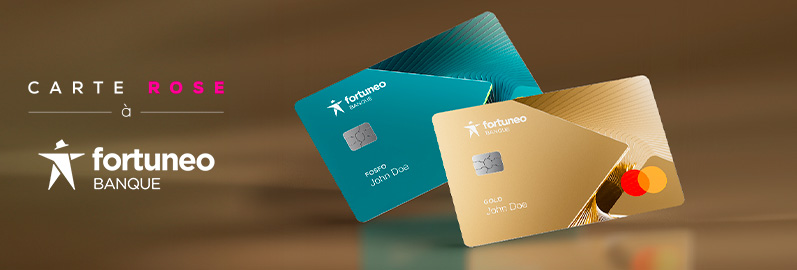 CARTE ROSE
à
fortuneo
BANQUE
fortuneo
BANQUE
FOSFO
John Doe
fortuneo
BANQUE
GOLD
John Doe